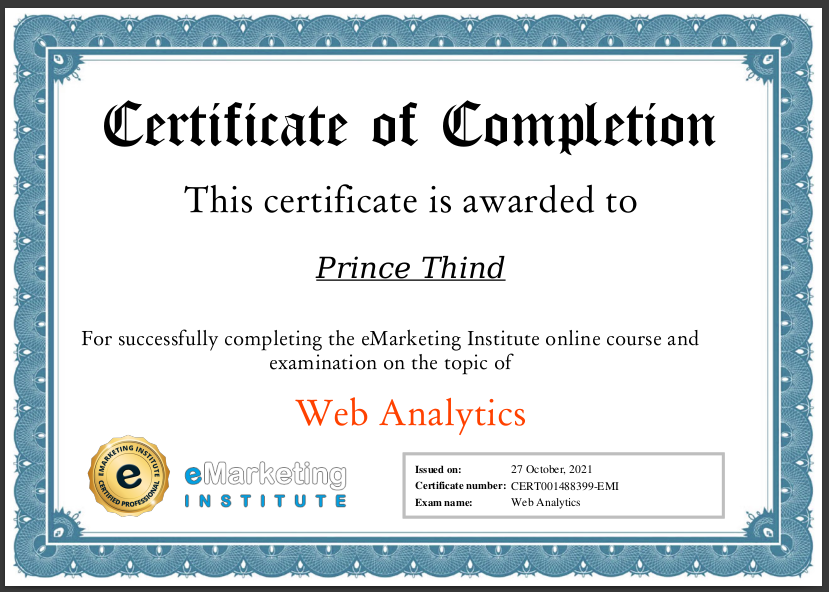 Certificate of Completion
This certificate is awarded to
Prince Thind
For successfully completing the eMarketing Institute online course and
examination on the topic of
Web Analytics
EMARKETING INSTITUTE
e
CERTIFIED PROFESSIONAL
eMarketing
INSTITUTE
Issued on: 27 October, 2021
Certificate number: CERT001488399-EMI
Exam name: Web Analytics